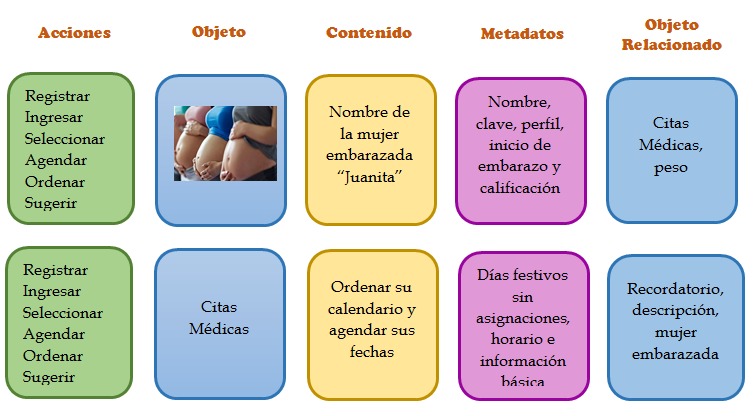 Acciones
Objeto
Contenido
Metadatos
Objeto
Relacionado
Registrar
Ingresar
Seleccionar
Agendar
Ordenar
Sugerir
Nombre de
la mujer
embarazada
“Juanita”
Nombre,
clave, perfil,
inicio de
embarazo y
calificación
Citas
Médicas,
peso
Registrar
Ingresar
Seleccionar
Agendar
Ordenar
Sugerir
Citas
Médicas
Ordenar su
calendario y
agendar sus
fechas
Días festivos
sin
asignaciones,
horario e
información
básica
Recordatorio,
descripción,
mujer
embarazada